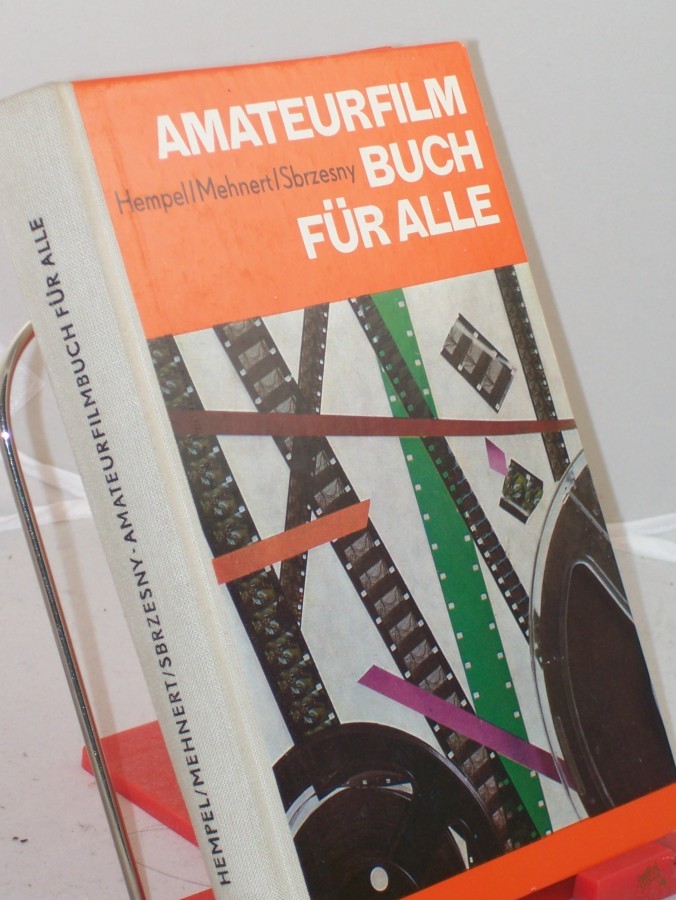 AMATEURFILM
BUCH
FÜR ALLE
Hempel/Mehnert/Sbrzesny
HEMPEL/MEHNERT/SBRZESNY-AMATEURFILMBUCH FÜR ALLE